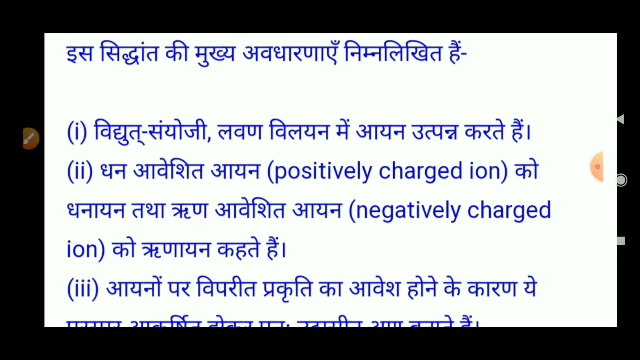 इस सिद्धांत की मुख्य अवधारणाएँ निम्नलिखित हैं-
(i) विद्युत्-संयोजी, लवण विलयन में आयन उत्पन्न करते हैं।
(ii) धन आवेशित आयन (positively charged ion) को
धनायन तथा ऋण आवेशित आयन (negatively charged
ion) को ऋणायन कहते हैं।
(iii) आयनों पर विपरीत प्रकृति का आवेश होने के कारण ये